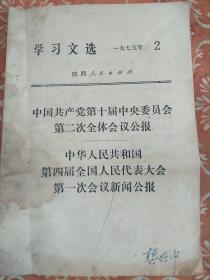 学习文选 一九七五年 2
陕西人民出版社
中国共产党第十届中央委员会
第二次全体会议公报
中华人民共和国
第四届全国人民代表大会
第一次会议新闻公报